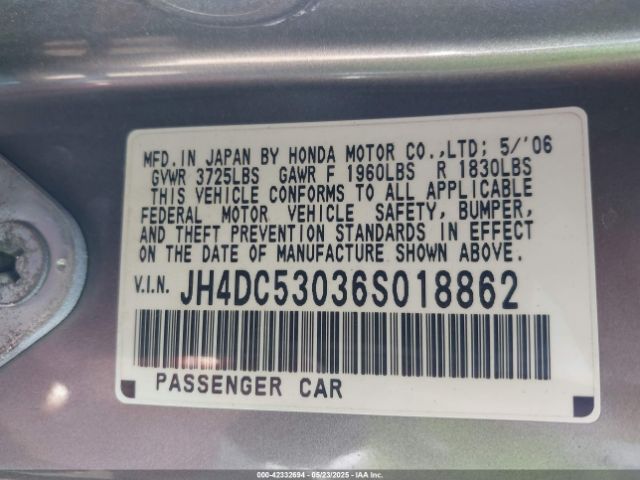 MFD. IN JAPAN BY HONDA MOTOR CO.,LTD; 5/'06
GVWR 3725LBS GAWR F 1960LBS R 1830LBS
THIS VEHICLE CONFORMS TO ALL APPLICABLE
FEDERAL MOTOR VEHICLE SAFETY, BUMPER,
AND THEFT PREVENTION STANDARDS IN EFFECT
ON THE DATE OF MANUFACTURE SHOWN ABOVE.
V.I.N. JH4DC53036S018862
PASSENGER CAR
000-42332694 05/23/2025 - IAA Inc.